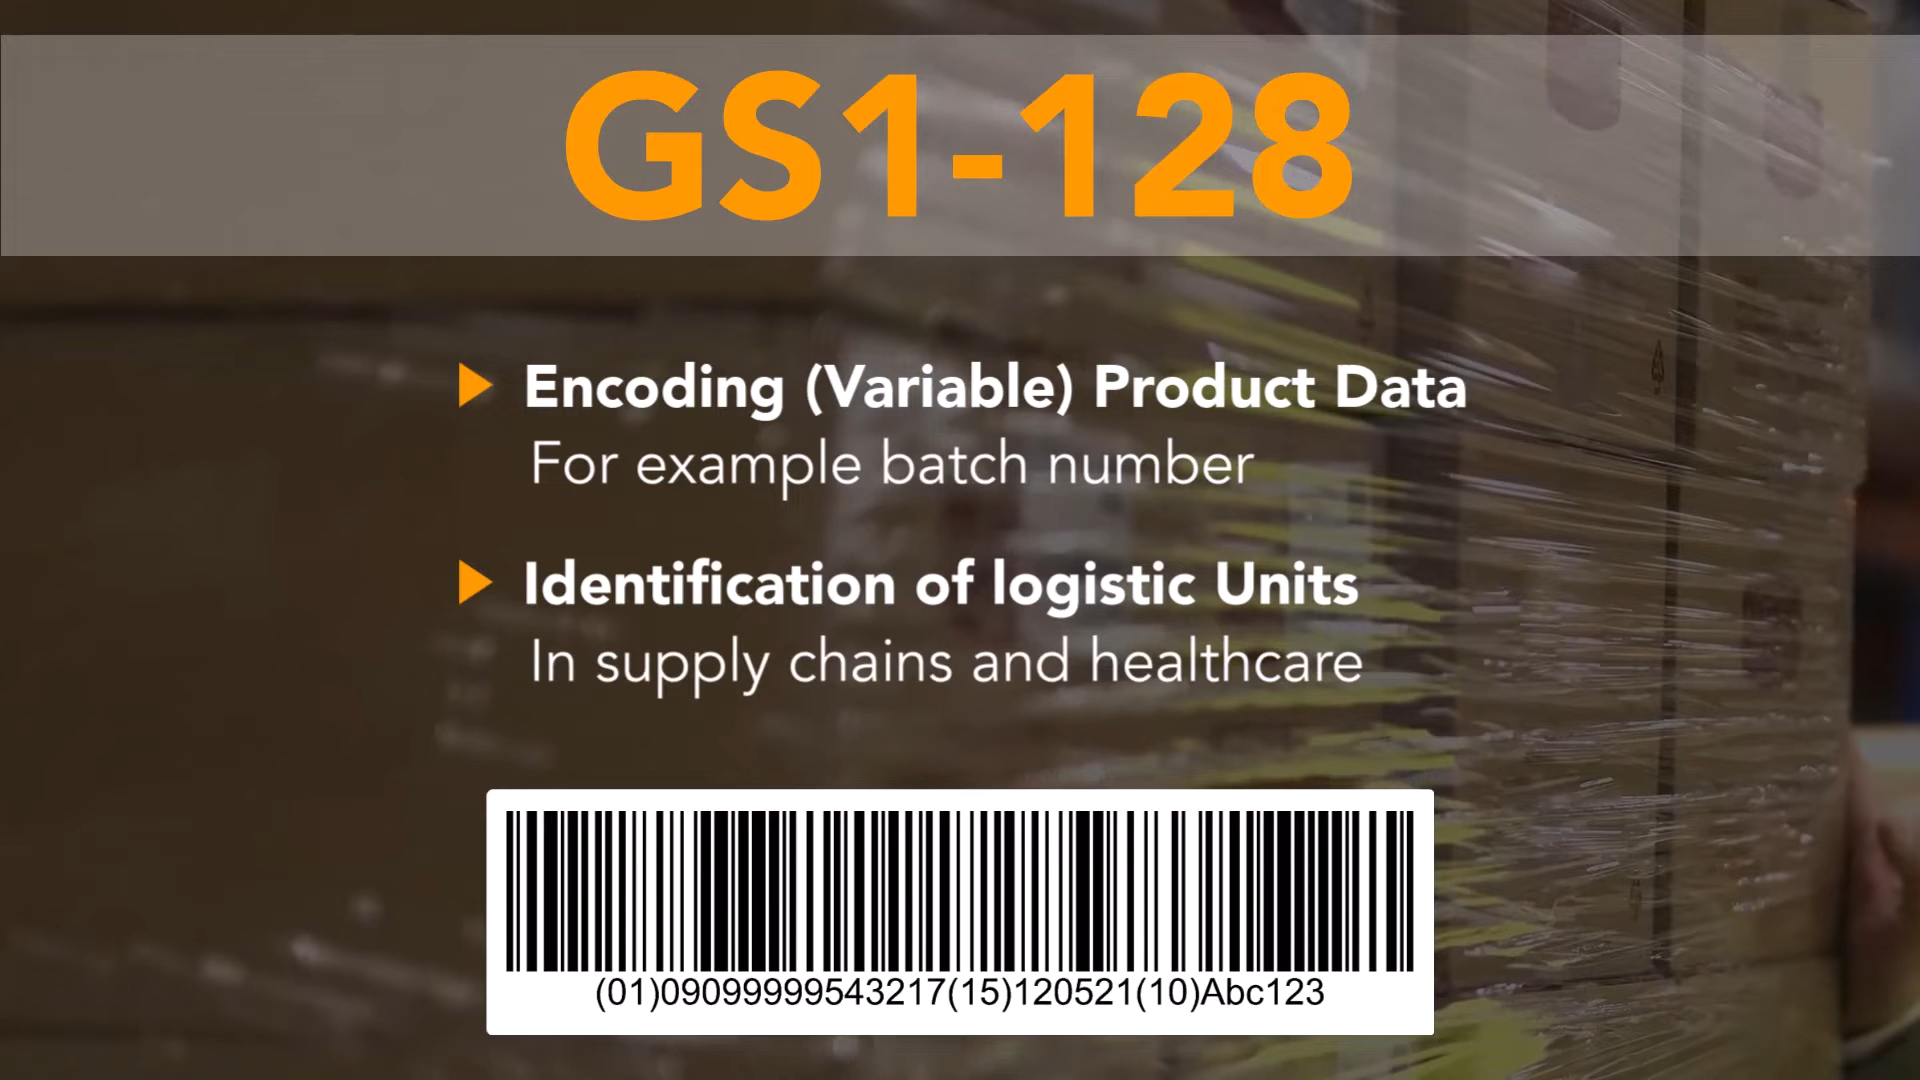 GS1-128
Encoding (Variable) Product Data
For example batch number
Identification of logistic Units
In supply chains and healthcare
(01)09099999543217(15)120521(10)Abc123